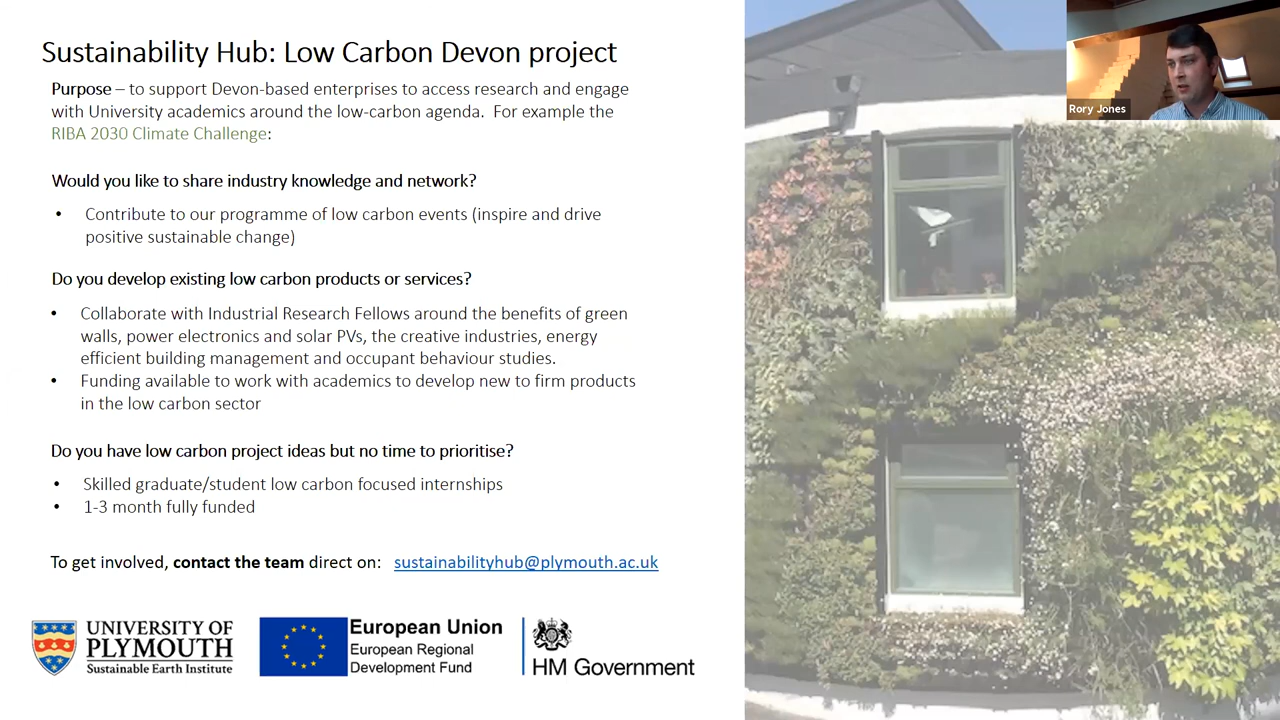 Sustainability Hub: Low Carbon Devon project
Purpose – to support Devon-based enterprises to access research and engage
with University academics around the low-carbon agenda.  For example the
RIBA 2030 Climate Challenge:
Would you like to share industry knowledge and network?
• Contribute to our programme of low carbon events (inspire and drive
positive sustainable change)
Do you develop existing low carbon products or services?
• Collaborate with Industrial Research Fellows around the benefits of green
walls, power electronics and solar PVs, the creative industries, energy
efficient building management and occupant behaviour studies.
• Funding available to work with academics to develop new to firm products
in the low carbon sector
Do you have low carbon project ideas but no time to prioritise?
• Skilled graduate/student low carbon focused internships
• 1-3 month fully funded
To get involved, contact the team direct on: sustainabilityhub@plymouth.ac.uk
UNIVERSITY OF
PLYMOUTH
Sustainable Earth Institute
European Union
European Regional
Development Fund
HM Government
Rory Jones